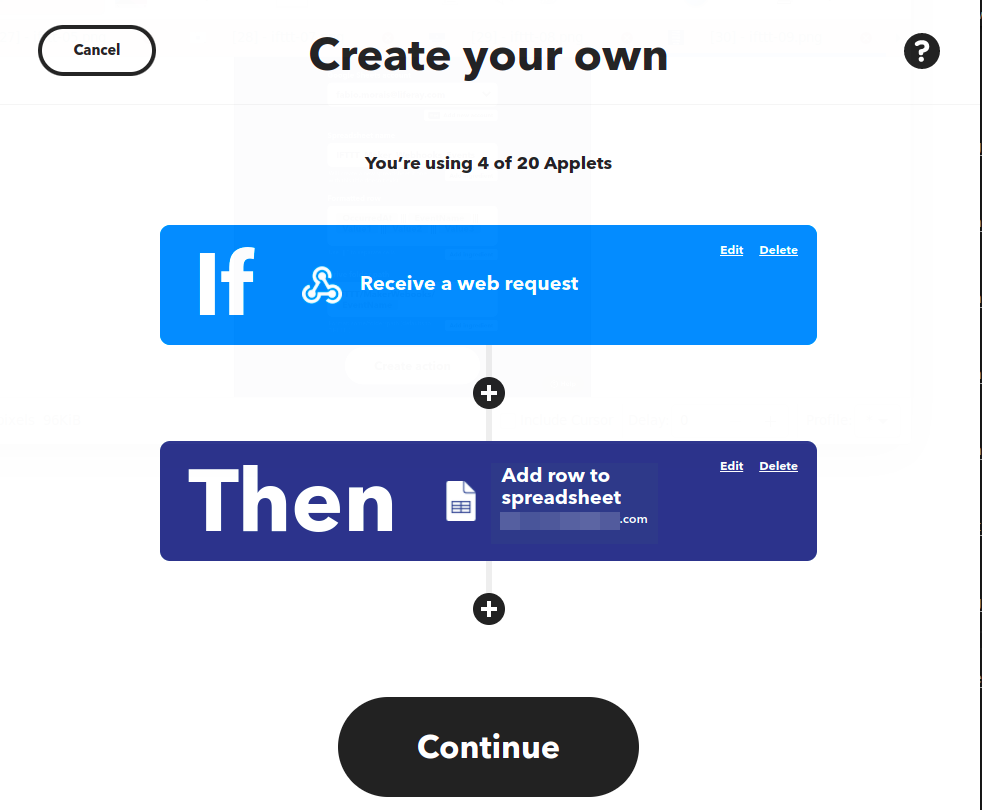 Cancel
Create your own
?
You’re using 4 of 20 Applets
If
Receive a web request
Edit
Delete
Then
Add row to
spreadsheet
.com
Edit
Delete
Continue